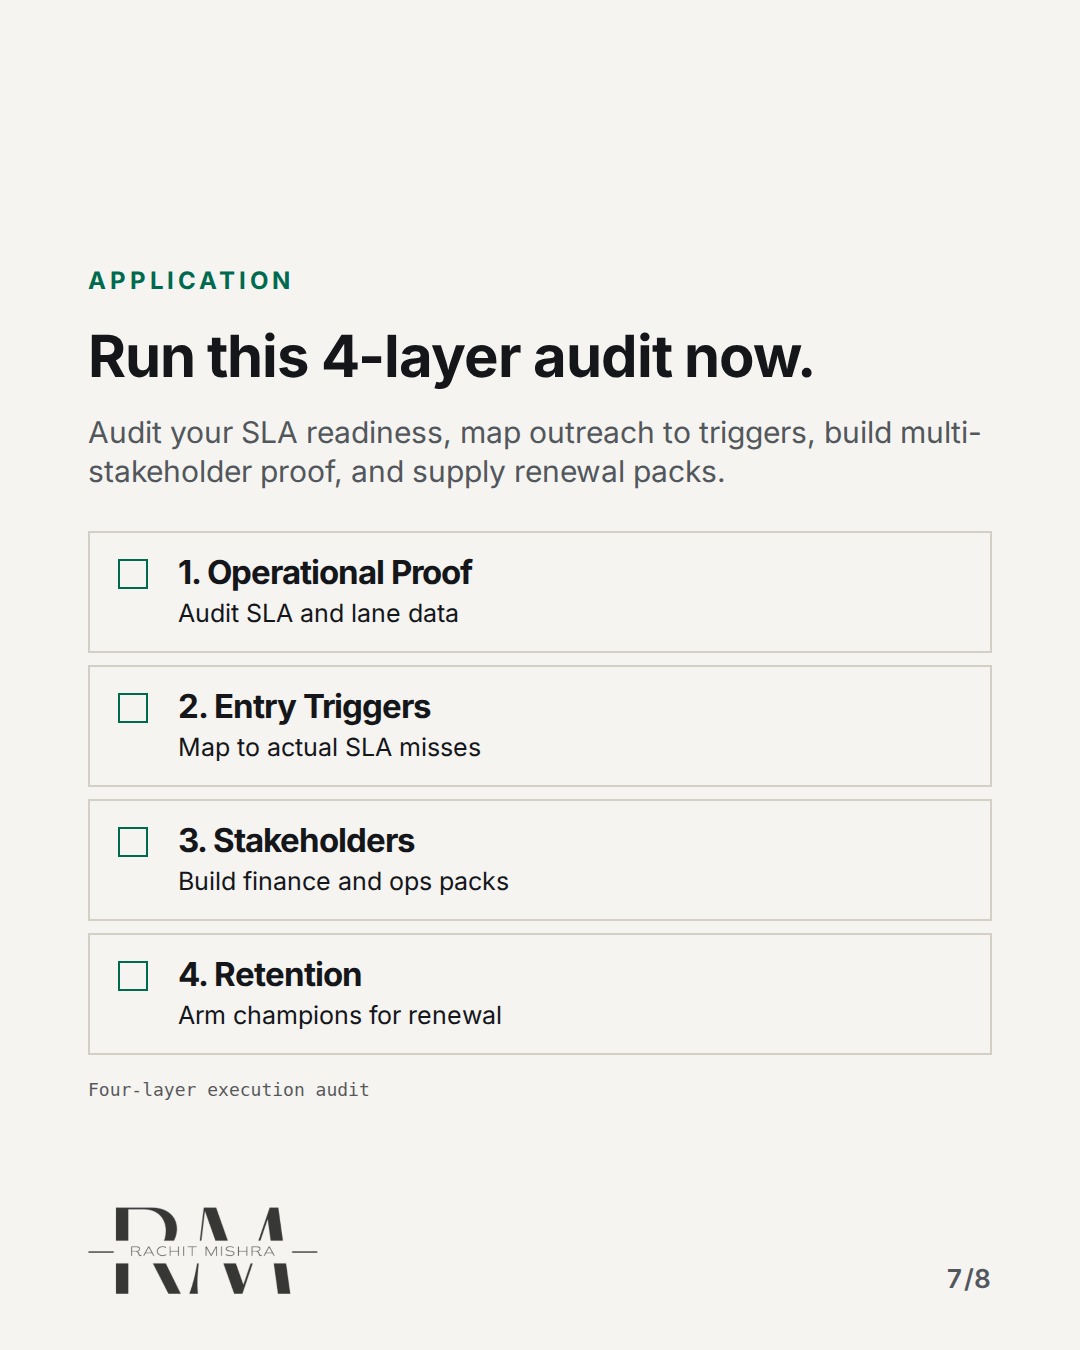 APPLICATION
Run this 4-layer audit now.
Audit your SLA readiness, map outreach to triggers, build multi-
stakeholder proof, and supply renewal packs.
1. Operational Proof
Audit SLA and lane data
2. Entry Triggers
Map to actual SLA misses
3. Stakeholders
Build finance and ops packs
4. Retention
Arm champions for renewal
Four-layer execution audit
RM
RACHIT MISHRA
7/8